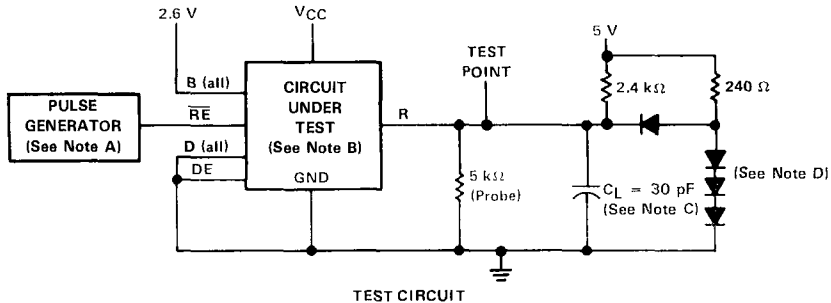 2.6 V
VCC
5 V
TEST
POINT
B (all)
CIRCUIT
UNDER
TEST
(See Note B)
2.4 kΩ
240 Ω
PULSE
GENERATOR
(See Note A)
RE
R
D (all)
DE
GND
5 kΩ
(Probe)
CL = 30 pF
(See Note C)
(See Note D)
TEST CIRCUIT